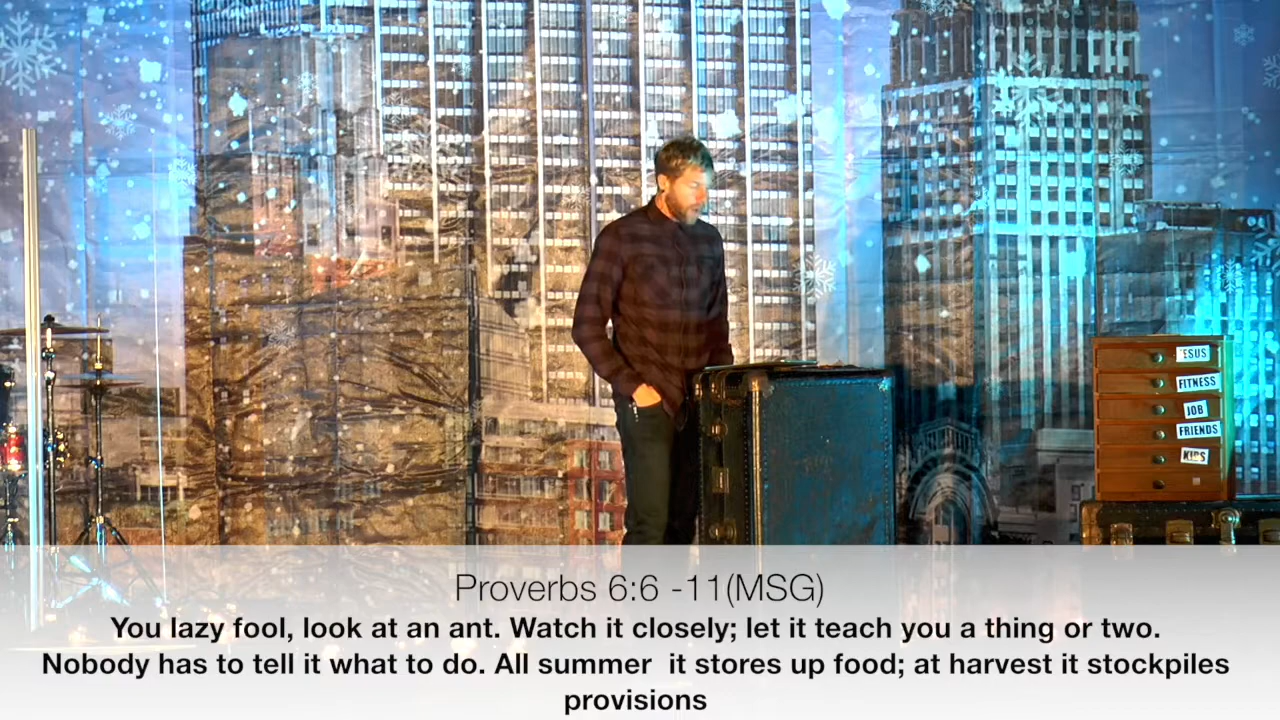 JESUS
FITNESS
JOB
FRIENDS
KIDS
Proverbs 6:6 -11(MSG)
You lazy fool, look at an ant. Watch it closely; let it teach you a thing or two.
Nobody has to tell it what to do. All summer  it stores up food; at harvest it stockpiles
provisions